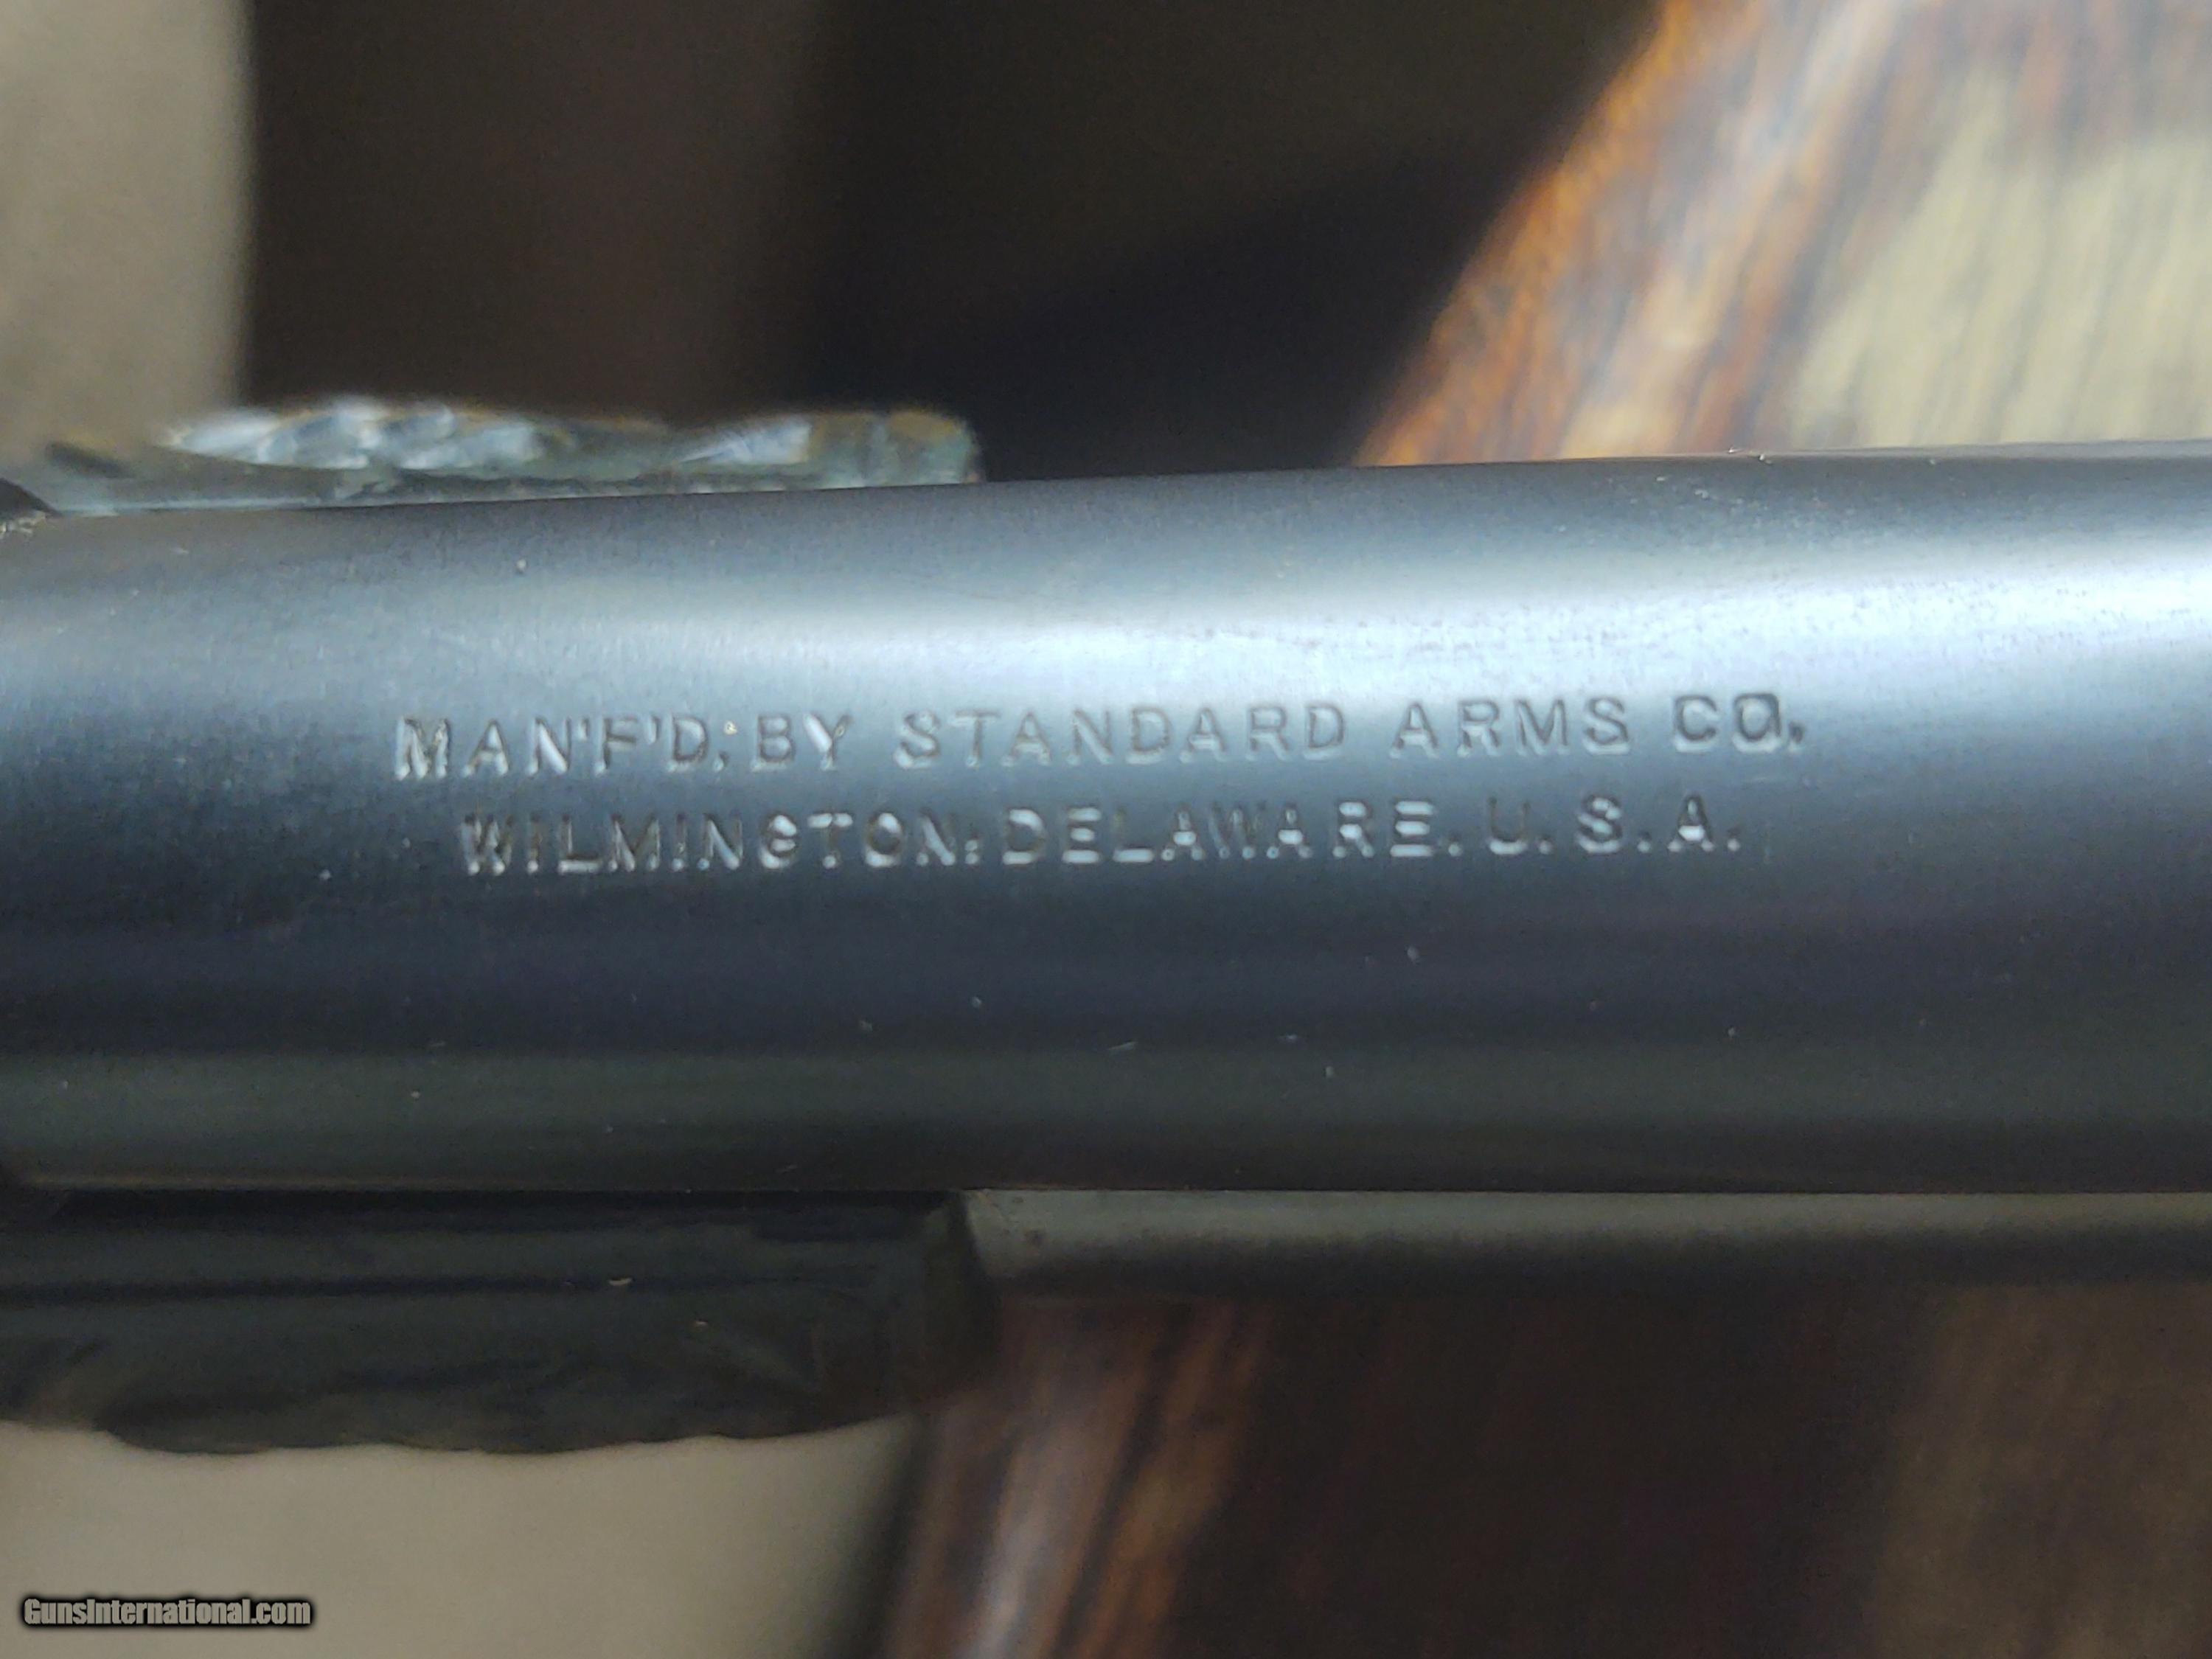 MAN'F'D. BY STANDARD ARMS CO.
WILMINGTON. DELAWARE. U.S.A.
GunsInternational.com